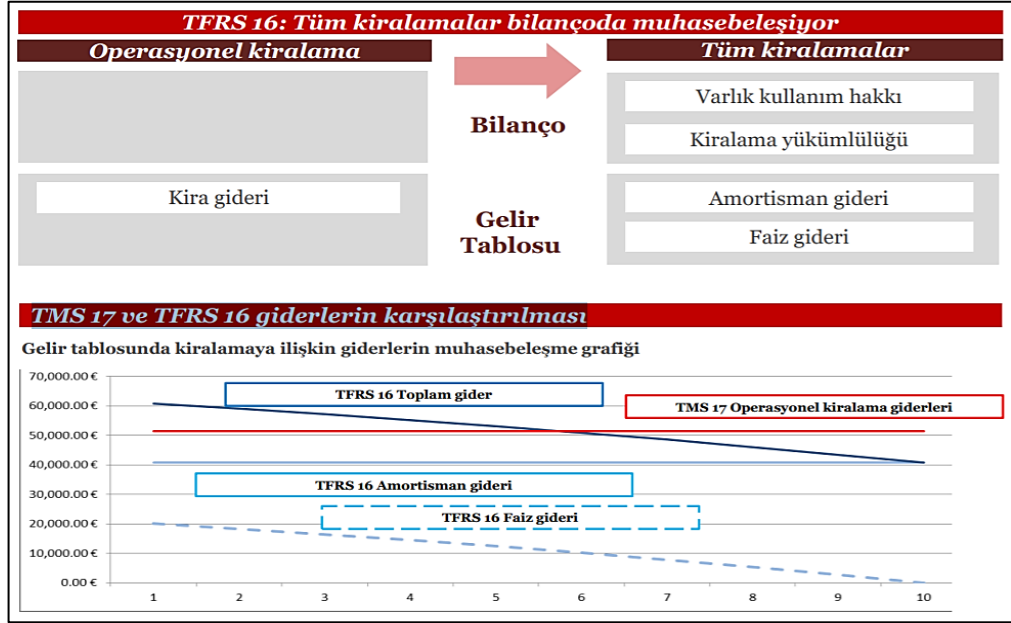 TFRS 16: Tüm kiralamalar bilançoda muhasebeleşiyor
Operasyonel kiralama
Tüm kiralamalar
Bilanço
Varlık kullanım hakkı
Kiralama yükümlülüğü
Kira gideri
Gelir
Tablosu
Amortisman gideri
Faiz gideri
TMS 17 ve TFRS 16 giderlerin karşılaştırılması
Gelir tablosunda kiralamaya ilişkin giderlerin muhasebeleşme grafiği
70,000.00 €
60,000.00 €
50,000.00 €
40,000.00 €
30,000.00 €
20,000.00 €
10,000.00 €
0.00 €
TFRS 16 Toplam gider
TMS 17 Operasyonel kiralama giderleri
TFRS 16 Amortisman gideri
TFRS 16 Faiz gideri
1 2 3 4 5 6 7 8 9 10